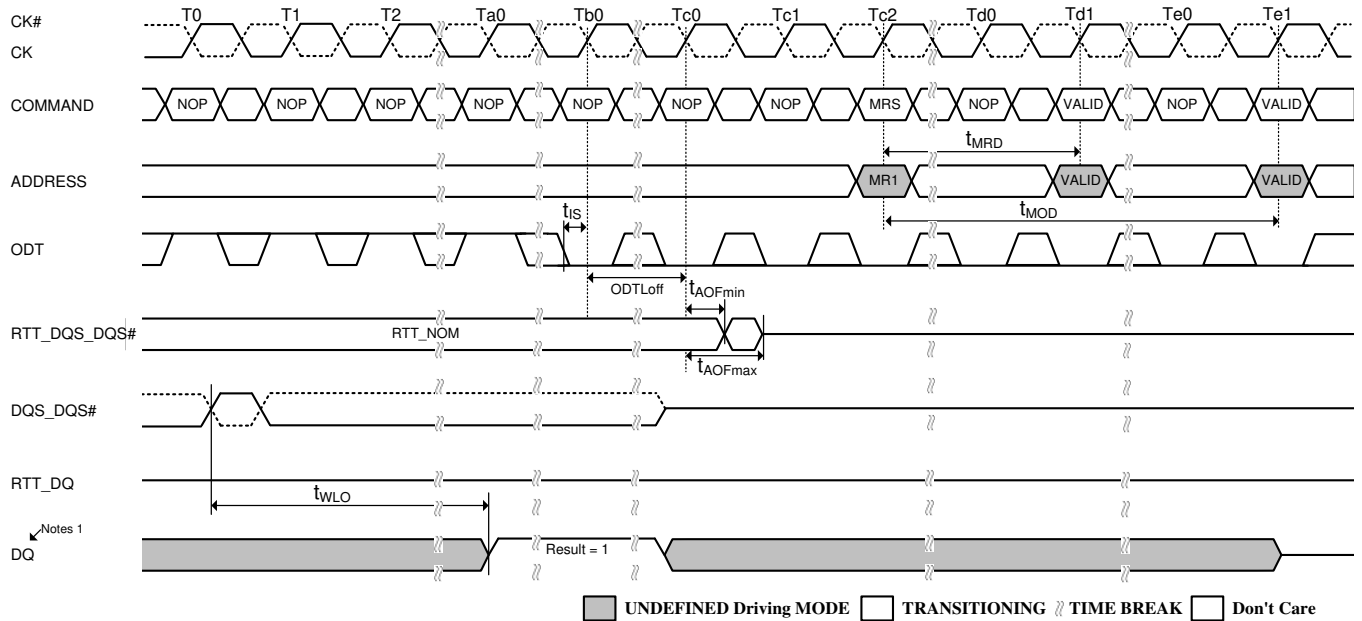 T0 T1 T2 Ta0 Tb0 Tc0 Tc1 Tc2 Td0 Td1 Te0 Te1
CK#
CK
COMMAND NOP NOP NOP NOP NOP NOP NOP MRS NOP VALID NOP VALID
tMRD
ADDRESS MR1 VALID VALID
tIS tMOD
ODT
ODTLoff tAOFmin
RTT_DQS_DQS# RTT_NOM
tAOFmax
DQS_DQS#
RTT_DQ
tWLO
Notes 1
DQ Result = 1
UNDEFINED Driving MODE TRANSITIONING TIME BREAK Don't Care